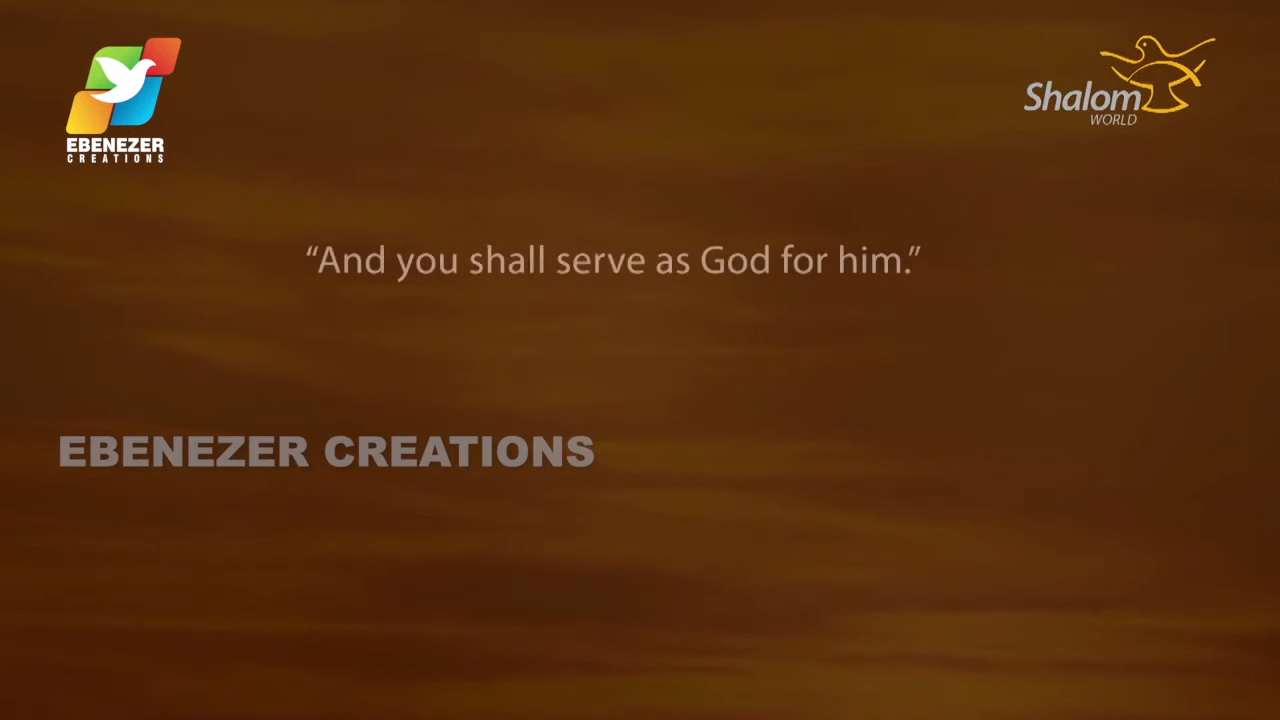 EBENEZER
CREATIONS
Shalom
WORLD
“And you shall serve as God for him.”
EBENEZER CREATIONS